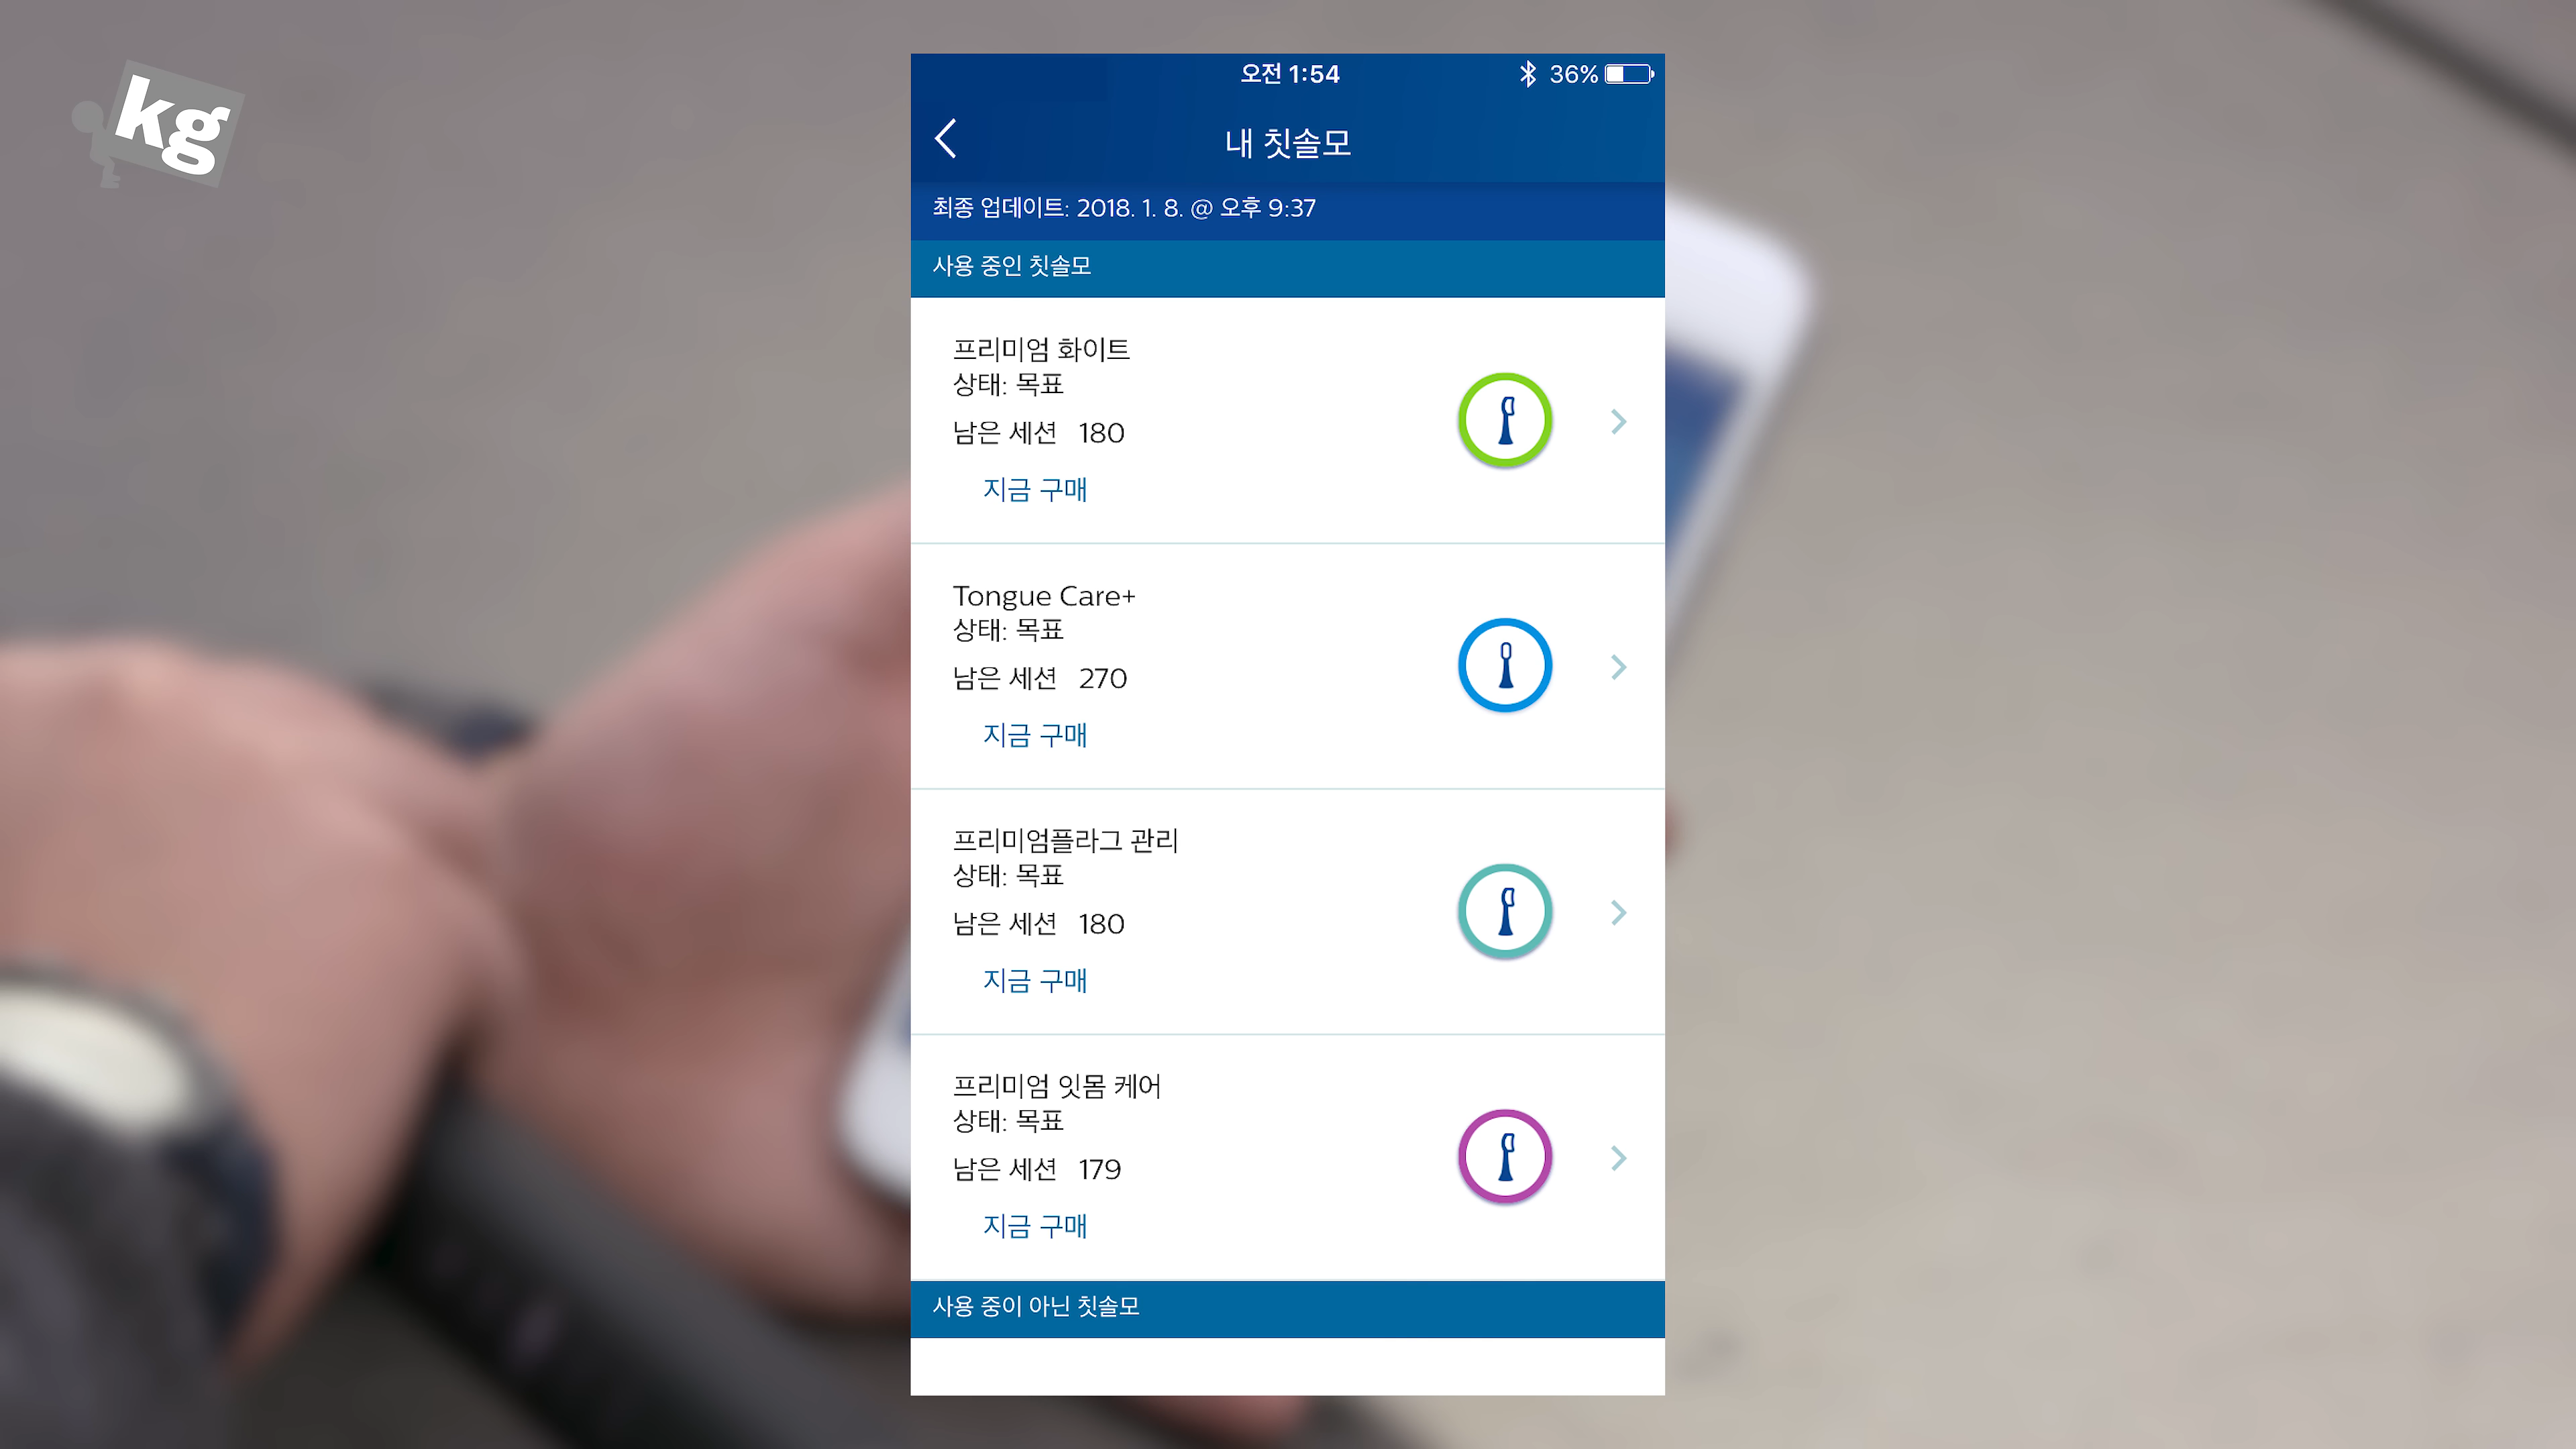 kg
오전 1:54
36%
내 칫솔모
최종 업데이트: 2018. 1. 8. @ 오후 9:37
사용 중인 칫솔모
프리미엄 화이트
상태: 목표
남은 세션 180
지금 구매
Tongue Care+
상태: 목표
남은 세션 270
지금 구매
프리미엄플라그 관리
상태: 목표
남은 세션 180
지금 구매
프리미엄 잇몸 케어
상태: 목표
남은 세션 179
지금 구매
사용 중이 아닌 칫솔모